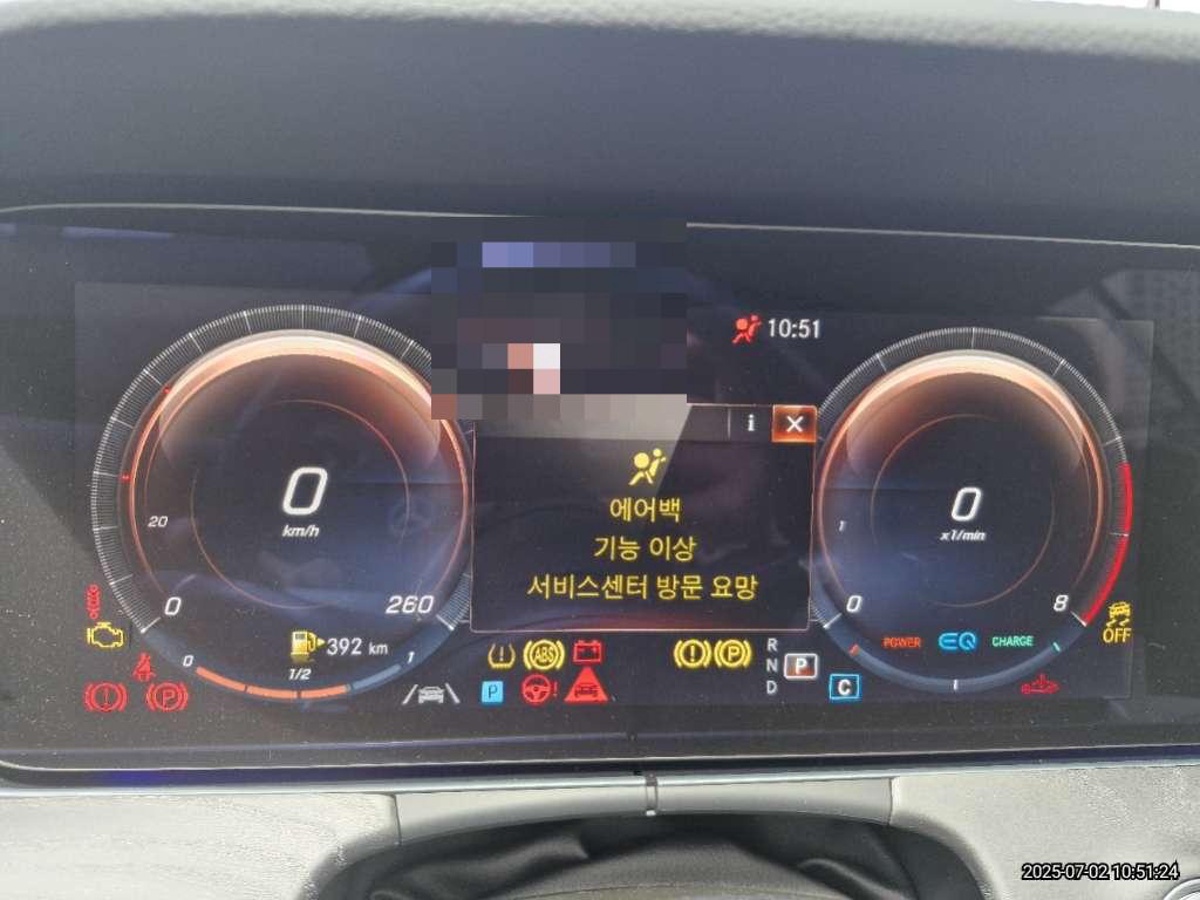 10:51
i
0
km/h
20
0
260
에어백
기능 이상
서비스센터 방문 요망
0
x1/min
1
0
8
392 km
0
1/2
1
ABS
P
P
P
R
N
D
P
C
POWER
EQ
CHARGE
OFF
2025-07-02 10:51:24